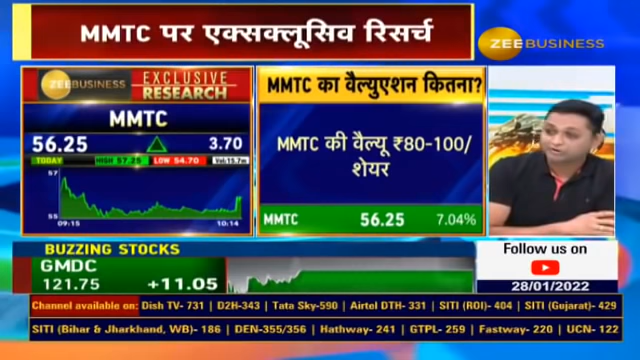 MMTC पर एक्सक्लूसिव रिसर्च
ZEE BUSINESS
ZEE BUSINESS EXCLUSIVE RESEARCH
MMTC
56.25 3.70
TODAY HIGH 57.25 LOW 54.70 Vol:15.7m
57
55
09:15 10:14
MMTC का वैल्युएशन कितना?
MMTC की वैल्यू ₹80-100/
शेयर
MMTC 56.25 7.04%
BUZZING STOCKS
GMDC
121.75 +11.05
Follow us on
28/01/2022
Channel available on: Dish TV- 731 | D2H-343 | Tata Sky-590 | Airtel DTH- 331 | SITI (ROI)- 404 | SITI (Gujarat)- 429
SITI (Bihar & Jharkhand, WB)- 186 | DEN-355/356 | Hathway- 241 | GTPL- 259 | Fastway- 220 | UCN- 122